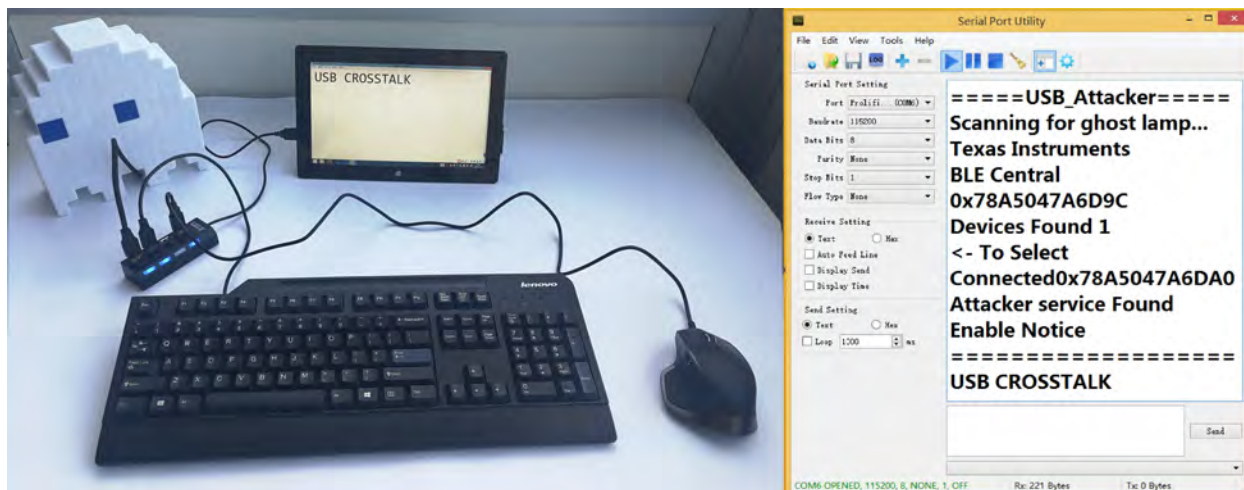 USB CROSSTALK
lenovo
Serial Port Utility
File Edit View Tools Help
LOG
Serial Port Setting
Port Prolifi... (COM6)
Baudrate 115200
Data Bits 8
Parity None
Stop Bits 1
Flow Type None
Receive Setting
Text Hex
Auto Feed Line
Display Send
Display Time
Send Setting
Text Hex
Loop 1000 ms
=====USB_Attacker=====
Scanning for ghost lamp...
Texas Instruments
BLE Central
0x78A5047A6D9C
Devices Found 1
<- To Select
Connected0x78A5047A6DA0
Attacker service Found
Enable Notice
===================
USB CROSSTALK
Send
COM6 OPENED, 115200, 8, NONE, 1, OFF Rx: 221 Bytes Tx: 0 Bytes